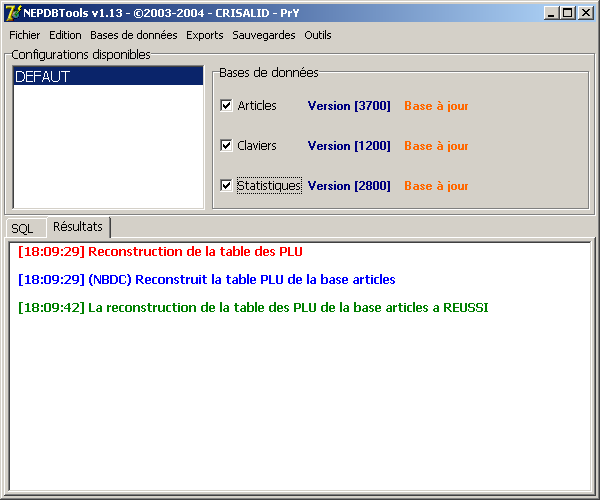 NEPDBTools v1.13 - ©2003-2004 - CRISALID - PrY
Fichier Edition Bases de données Exports Sauvegardes Outils
Configurations disponibles
DEFAUT
Bases de données
Articles Version [3700] Base à jour
Claviers Version [1200] Base à jour
Statistiques Version [2800] Base à jour
SQL Résultats
[18:09:29] Reconstruction de la table des PLU
[18:09:29] (NBDC) Reconstruit la table PLU de la base articles
[18:09:42] La reconstruction de la table des PLU de la base articles a REUSSI